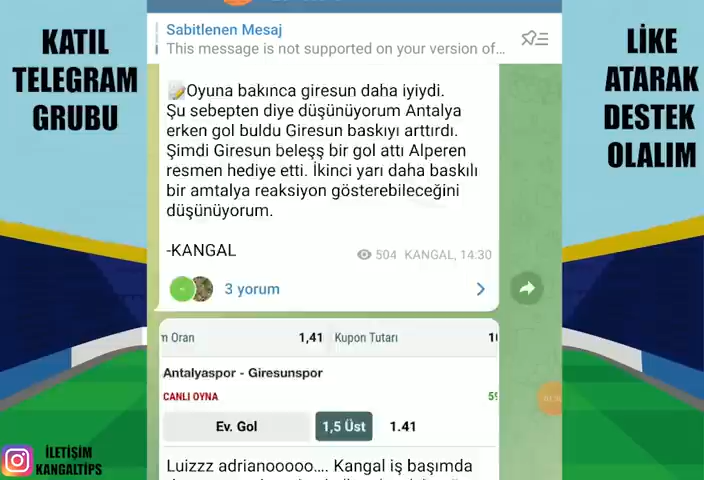 KATIL
TELEGRAM
GRUBU
LİKE
ATARAK
DESTEK
OLALIM
Sabitlenen Mesaj
This message is not supported on your version of...
Oyuna bakınca giresun daha iyiydi.
Şu sebepten diye düşünüyorum Antalya
erken gol buldu Giresun baskıyı arttırdı.
Şimdi Giresun beleşş bir gol attı Alperen
resmen hediye etti. İkinci yarı daha baskılı
bir amtalya reaksiyon gösterebileceğini
düşünüyorum.
-KANGAL
504 KANGAL, 14:30
3 yorum
Oran 1,41 Kupon Tutarı
Antalyaspor - Giresunspor
CANLI OYNA
Ev. Gol 1,5 Üst 1.41
Luizzz adrianooooo.... Kangal iş başımda
İLETİŞİM
KANGALTİPS